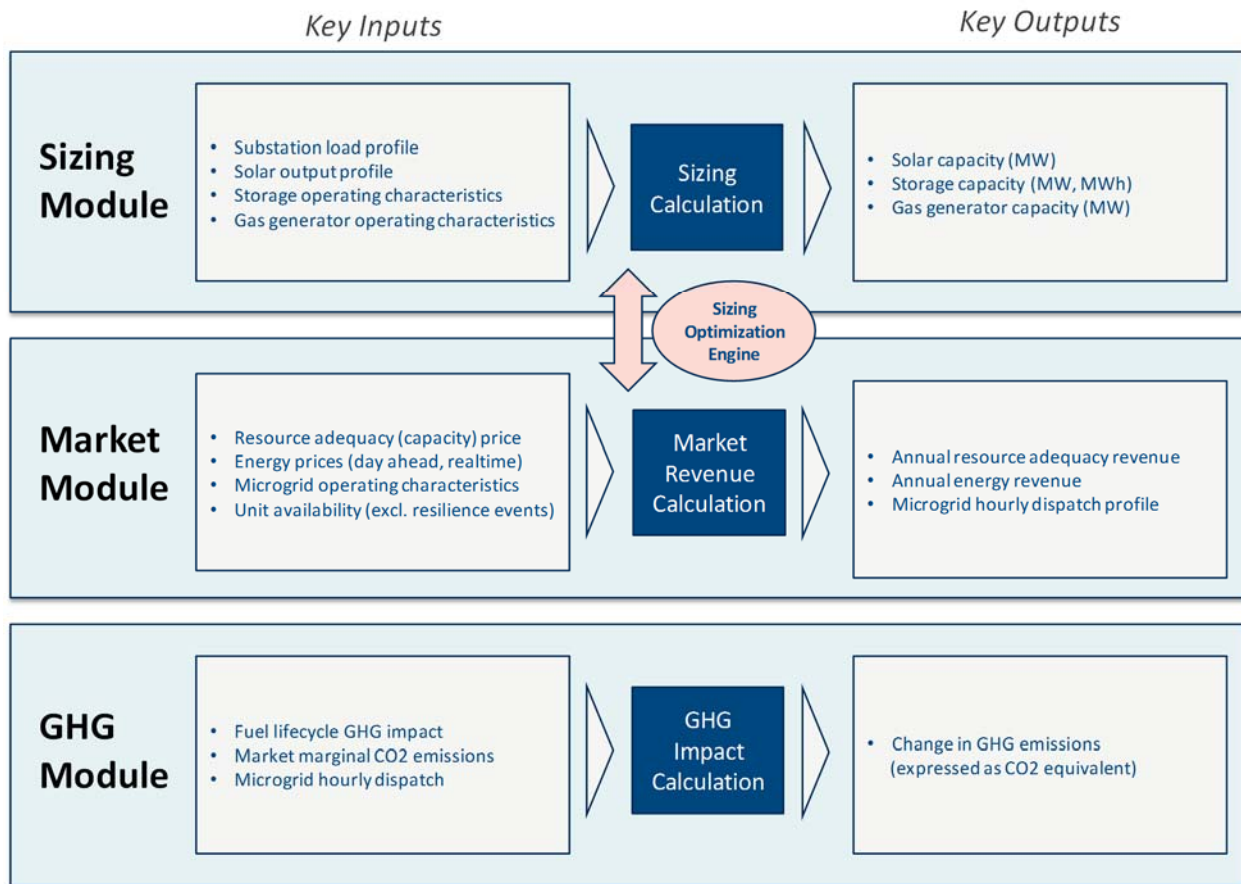 Key Inputs
Key Outputs
Sizing
Module
• Substation load profile
• Solar output profile
• Storage operating characteristics
• Gas generator operating characteristics
Sizing
Calculation
• Solar capacity (MW)
• Storage capacity (MW, MWh)
• Gas generator capacity (MW)
Sizing
Optimization
Engine
Market
Module
• Resource adequacy (capacity) price
• Energy prices (day ahead, realtime)
• Microgrid operating characteristics
• Unit availability (excl. resilience events)
Market
Revenue
Calculation
• Annual resource adequacy revenue
• Annual energy revenue
• Microgrid hourly dispatch profile
GHG
Module
• Fuel lifecycle GHG impact
• Market marginal CO2 emissions
• Microgrid hourly dispatch
GHG
Impact
Calculation
• Change in GHG emissions
(expressed as CO2 equivalent)